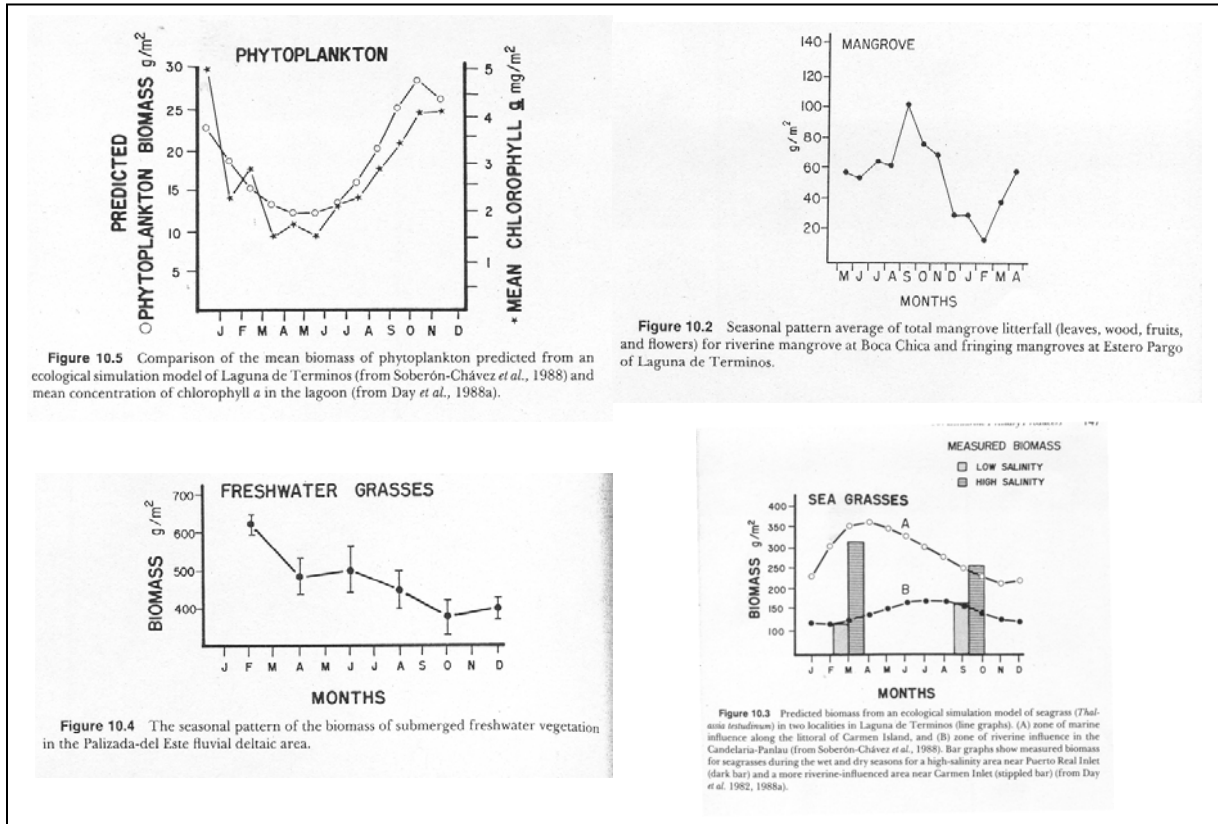 PHYTOPLANKTON
PREDICTED
○ PHYTOPLANKTON BIOMASS g/m²
30
25
20
15
10
5
5
4
3
2
1
★ MEAN CHLOROPHYLL a mg/m²
J F M A M J J A S O N D
Figure 10.5 Comparison of the mean biomass of phytoplankton predicted from an
ecological simulation model of Laguna de Terminos (from Soberón-Chávez et al., 1988) and
mean concentration of chlorophyll a in the lagoon (from Day et al., 1988a).
MANGROVE
g/m²
140
120
100
80
60
40
20
M J J A S O N D J F M A
MONTHS
Figure 10.2 Seasonal pattern average of total mangrove litterfall (leaves, wood, fruits,
and flowers) for riverine mangrove at Boca Chica and fringing mangroves at Estero Pargo
of Laguna de Terminos.
FRESHWATER GRASSES
BIOMASS g/m²
700
600
500
400
J F M A M J J A S O N D
MONTHS
Figure 10.4 The seasonal pattern of the biomass of submerged freshwater vegetation
in the Palizada-del Este fluvial deltaic area.
MEASURED BIOMASS
LOW SALINITY
HIGH SALINITY
SEA GRASSES
BIOMASS g/m²
400
350
300
250
200
150
100
A
B
J F M A M J J A S O N D
MONTHS
Figure 10.3 Predicted biomass from an ecological simulation model of seagrass (Thal-
assia testudinum) in two localities in Laguna de Terminos (line graphs). (A) zone of marine
influence along the littoral of Carmen Island, and (B) zone of riverine influence in the
Candelaria-Panlau (from Soberón-Chávez et al., 1988). Bar graphs show measured biomass
for seagrasses during the wet and dry seasons for a high-salinity area near Puerto Real Inlet
(dark bar) and a more riverine-influenced area near Carmen Inlet (stippled bar) (from Day
et al. 1982, 1988a).